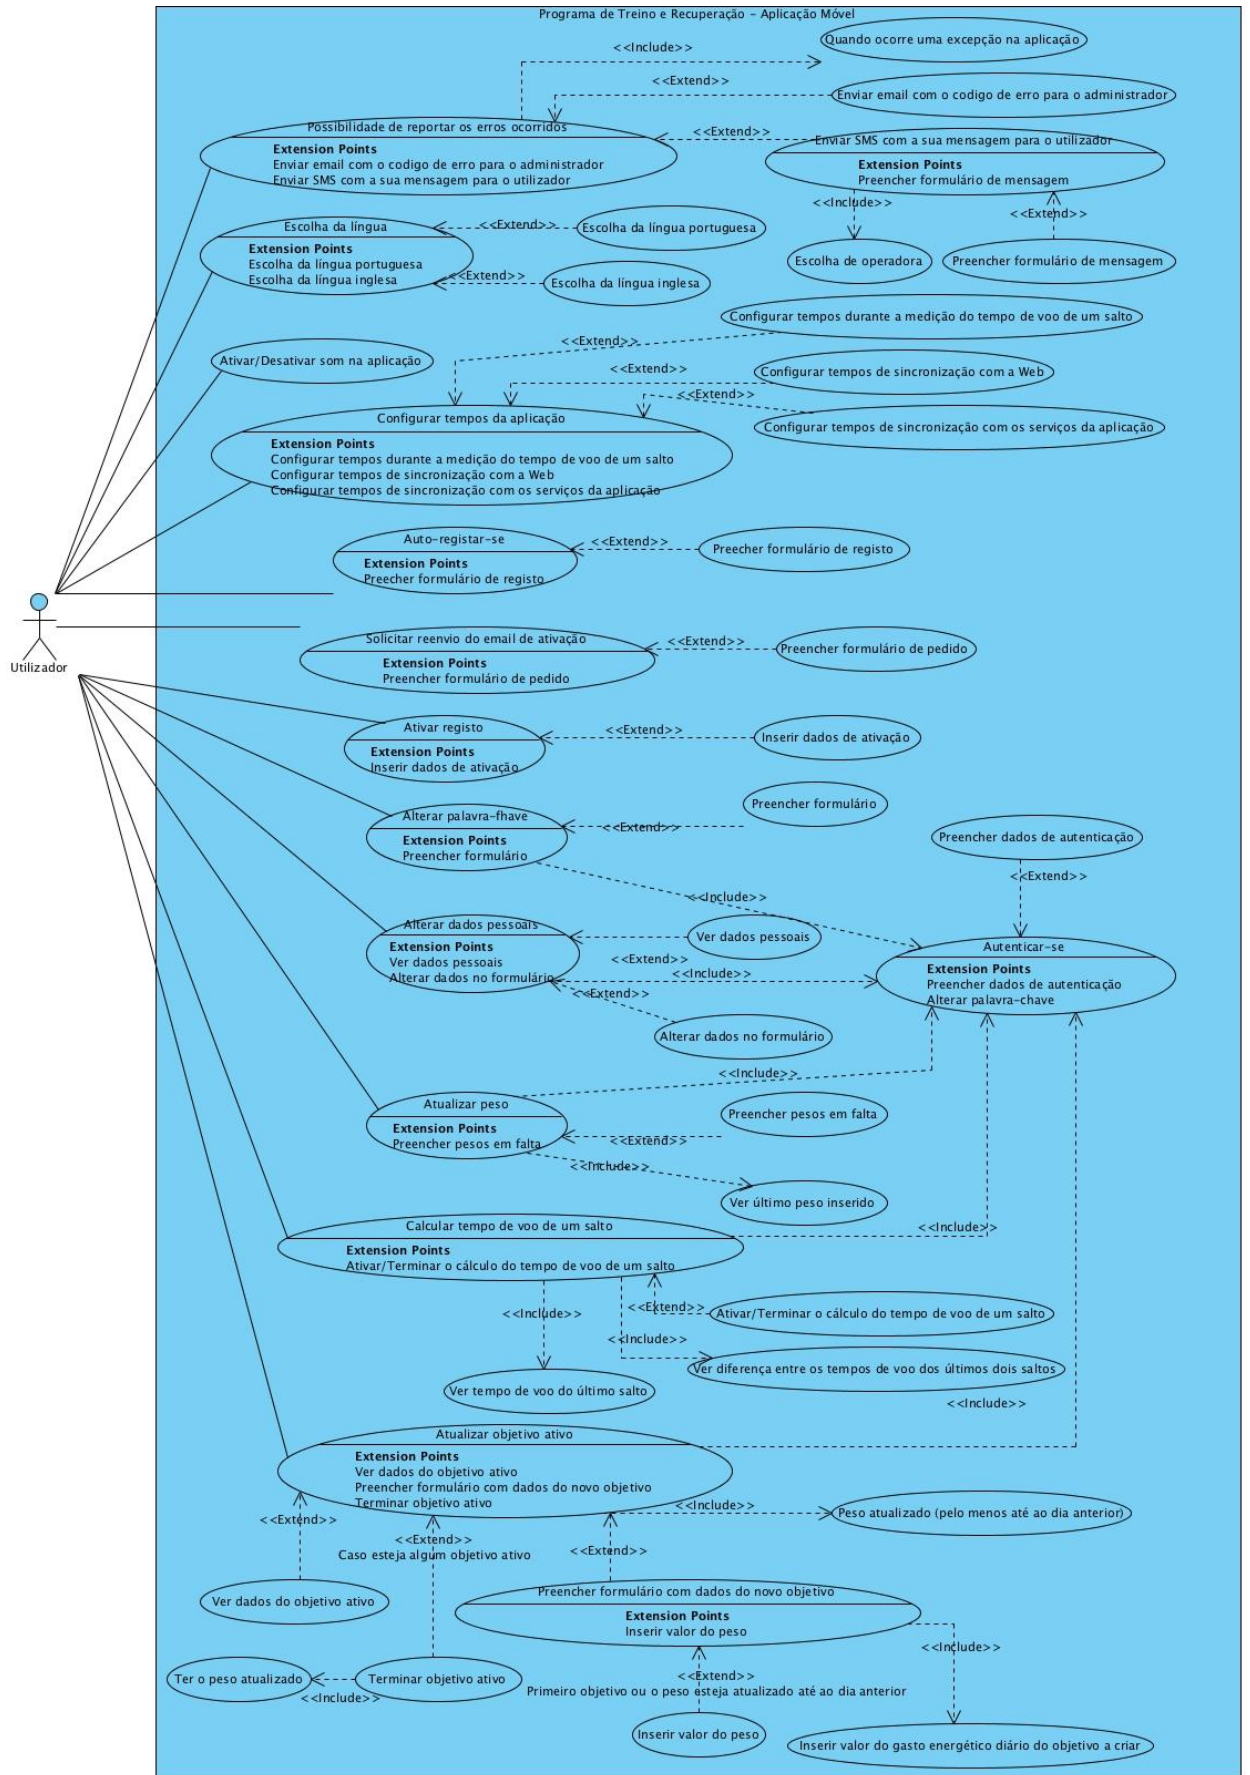 Programa de Treino e Recuperação - Aplicação Móvel
<<Include>>
Quando ocorre uma excepção na aplicação
<<Extend>>
Enviar email com o codigo de erro para o administrador
Possibilidade de reportar os erros ocorridos
Extension Points
Enviar email com o codigo de erro para o administrador
Enviar SMS com a sua mensagem para o utilizador
<<Extend>>
Enviar SMS com a sua mensagem para o utilizador
Extension Points
Preencher formulário de mensagem
<<Include>>
<<Extend>>
Escolha de operadora
Preencher formulário de mensagem
Escolha da língua
Extension Points
Escolha da língua portuguesa
Escolha da língua inglesa
<<Extend>>
Escolha da língua portuguesa
<<Extend>>
Escolha da língua inglesa
Configurar tempos durante a medição do tempo de voo de um salto
<<Extend>>
Ativar/Desativar som na aplicação
Configurar tempos de sincronização com a Web
<<Extend>>
<<Extend>>
Configurar tempos de sincronização com os serviços da aplicação
Configurar tempos da aplicação
Extension Points
Configurar tempos durante a medição do tempo de voo de um salto
Configurar tempos de sincronização com a Web
Configurar tempos de sincronização com os serviços da aplicação
Auto-registar-se
Extension Points
Preecher formulário de registo
<<Extend>>
Preecher formulário de registo
Utilizador
Solicitar reenvio do email de ativação
Extension Points
Preencher formulário de pedido
<<Extend>>
Preencher formulário de pedido
Ativar registo
Extension Points
Inserir dados de ativação
<<Extend>>
Inserir dados de ativação
Alterar palavra-fhave
Extension Points
Preencher formulário
<<Extend>>
Preencher formulário
Preencher dados de autenticação
<<Extend>>
<<Include>>
Alterar dados pessoais
Extension Points
Ver dados pessoais
Alterar dados no formulário
Ver dados pessoais
<<Extend>>
<<Include>>
<<Extend>>
Alterar dados no formulário
Autenticar-se
Extension Points
Preencher dados de autenticação
Alterar palavra-chave
<<Include>>
Atualizar peso
Extension Points
Preencher pesos em falta
Preencher pesos em falta
<<Extend>>
<<Include>>
Ver último peso inserido
Calcular tempo de voo de um salto
Extension Points
Ativar/Terminar o cálculo do tempo de voo de um salto
<<Include>>
<<Include>>
<<Extend>>
Ativar/Terminar o cálculo do tempo de voo de um salto
<<Include>>
Ver diferença entre os tempos de voo dos últimos dois saltos
Ver tempo de voo do último salto
<<Include>>
Atualizar objetivo ativo
Extension Points
Ver dados do objetivo ativo
Preencher formulário com dados do novo objetivo
Terminar objetivo ativo
<<Include>>
Peso atualizado (pelo menos até ao dia anterior)
<<Extend>>
<<Extend>>
Caso esteja algum objetivo ativo
<<Extend>>
Ver dados do objetivo ativo
Preencher formulário com dados do novo objetivo
Extension Points
Inserir valor do peso
<<Include>>
Ter o peso atualizado
<<Include>>
Terminar objetivo ativo
<<Extend>>
Primeiro objetivo ou o peso esteja atualizado até ao dia anterior
Inserir valor do peso
Inserir valor do gasto energético diário do objetivo a criar